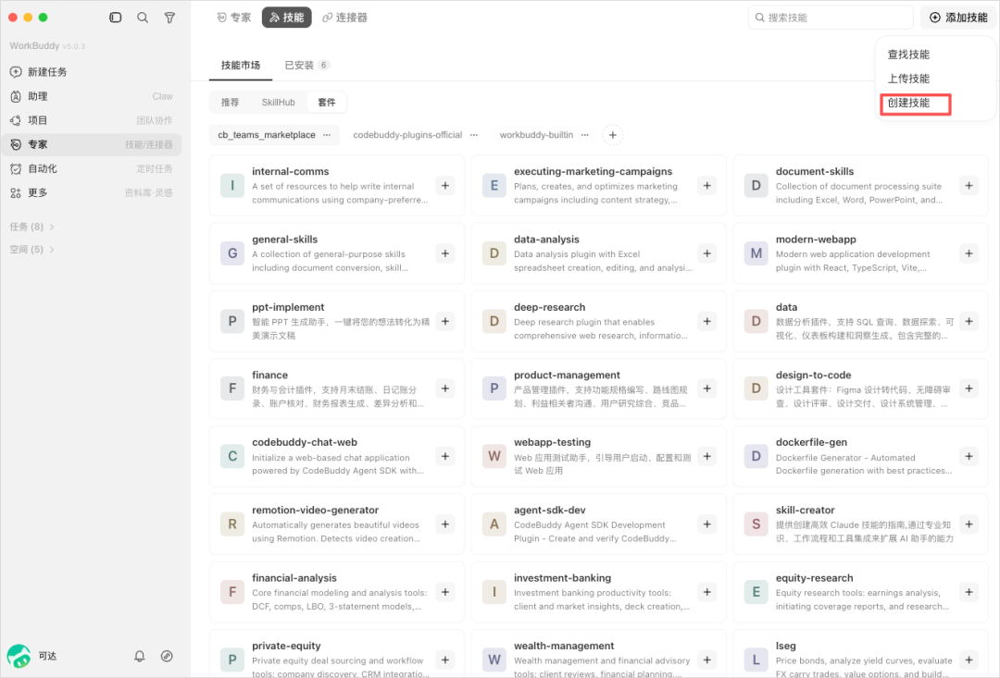 专家
技能
连接器
搜索技能
添加技能
WorkBuddy v5.0.3
查找技能
上传技能
创建技能
新建任务
助理 Claw
项目 团队协作
专家 技能/连接器
自动化 定时任务
更多 资料库·灵感
任务 (8)
空间 (5)
技能市场
已安装 6
推荐
SkillHub
套件
cb_teams_marketplace ···
codebuddy-plugins-official ···
workbuddy-builtin ···
I
internal-comms
A set of resources to help write internal
communications using company-preferre...
E
executing-marketing-campaigns
Plans, creates, and optimizes marketing
campaigns including content strategy,...
D
document-skills
Collection of document processing suite
including Excel, Word, PowerPoint, and...
G
general-skills
A collection of general-purpose skills
including document conversion, skill...
D
data-analysis
Data analysis plugin with Excel
spreadsheet creation, editing, and analysi...
M
modern-webapp
Modern web application development
plugin with React, TypeScript, Vite,...
P
ppt-implement
智能 PPT 生成助手，一键将您的想法转化为精
美演示文稿
D
deep-research
Deep research plugin that enables
comprehensive web research, informatio...
D
data
数据分析插件，支持 SQL 查询、数据探索、可
视化、仪表板构建和洞察生成。包含完整的...
F
finance
财务与会计插件，支持月末结账、日记账分
录、账户核对、财务报表生成、差异分析和...
P
product-management
产品管理插件，支持功能规格编写、路线图规
划、利益相关者沟通、用户研究综合、竞品...
D
design-to-code
设计工具套件：Figma 设计转代码、无障碍审
查、设计评审、设计交付、设计系统管理、...
C
codebuddy-chat-web
Initialize a web-based chat application
powered by CodeBuddy Agent SDK with...
W
webapp-testing
Web 应用测试助手，引导用户启动、配置和测
试 Web 应用
D
dockerfile-gen
Dockerfile Generator - Automated
Dockerfile generation with best practices...
R
remotion-video-generator
Automatically generates beautiful videos
using Remotion. Detects video creation...
A
agent-sdk-dev
CodeBuddy Agent SDK Development
Plugin - Create and verify CodeBuddy...
S
skill-creator
提供创建高效 Claude 技能的指南,通过专业知
识、工作流程和工具集成来扩展 AI 助手的能力
F
financial-analysis
Core financial modeling and analysis tools:
DCF, comps, LBO, 3-statement models,...
I
investment-banking
Investment banking productivity tools:
client and market insights, deck creation,...
E
equity-research
Equity research tools: earnings analysis,
initiating coverage reports, and research...
P
private-equity
Private equity deal sourcing and workflow
tools: company discovery, CRM integratio...
W
wealth-management
Wealth management and financial advisory
tools: client reviews, financial planning,...
L
lseg
Price bonds, analyze yield curves, evaluate
FX carry trades, value options, and build...
可达